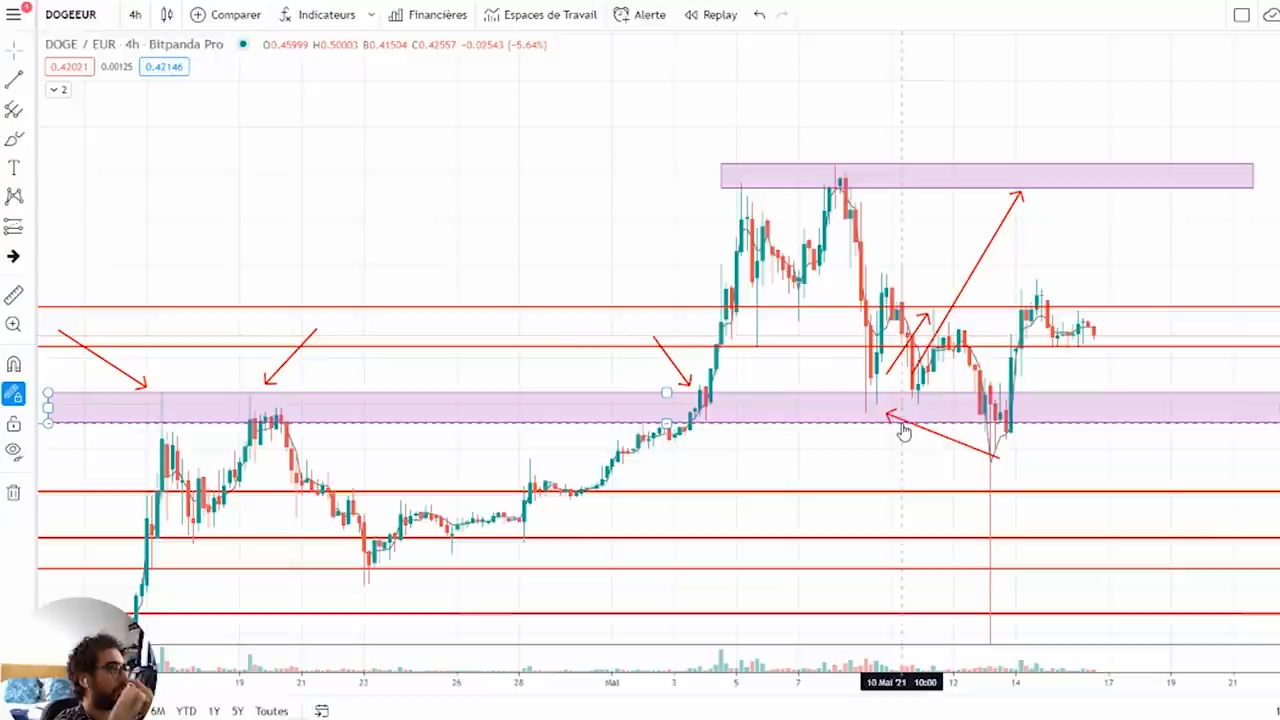 DOGEEUR 4h Comparer Indicateurs Financières Espaces de Travail Alerte Replay
DOGE / EUR · 4h · Bitpanda Pro O0.45999 H0.50003 B0.41504 C0.42557 -0.02543 (-5.64%)
0.42021 0.00125 0.42146
2
19 21 23 26 28 Mai 3 5 7 10 Mai '21 10:00 12 14 17 19 21
6M YTD 1Y 5Y Toutes